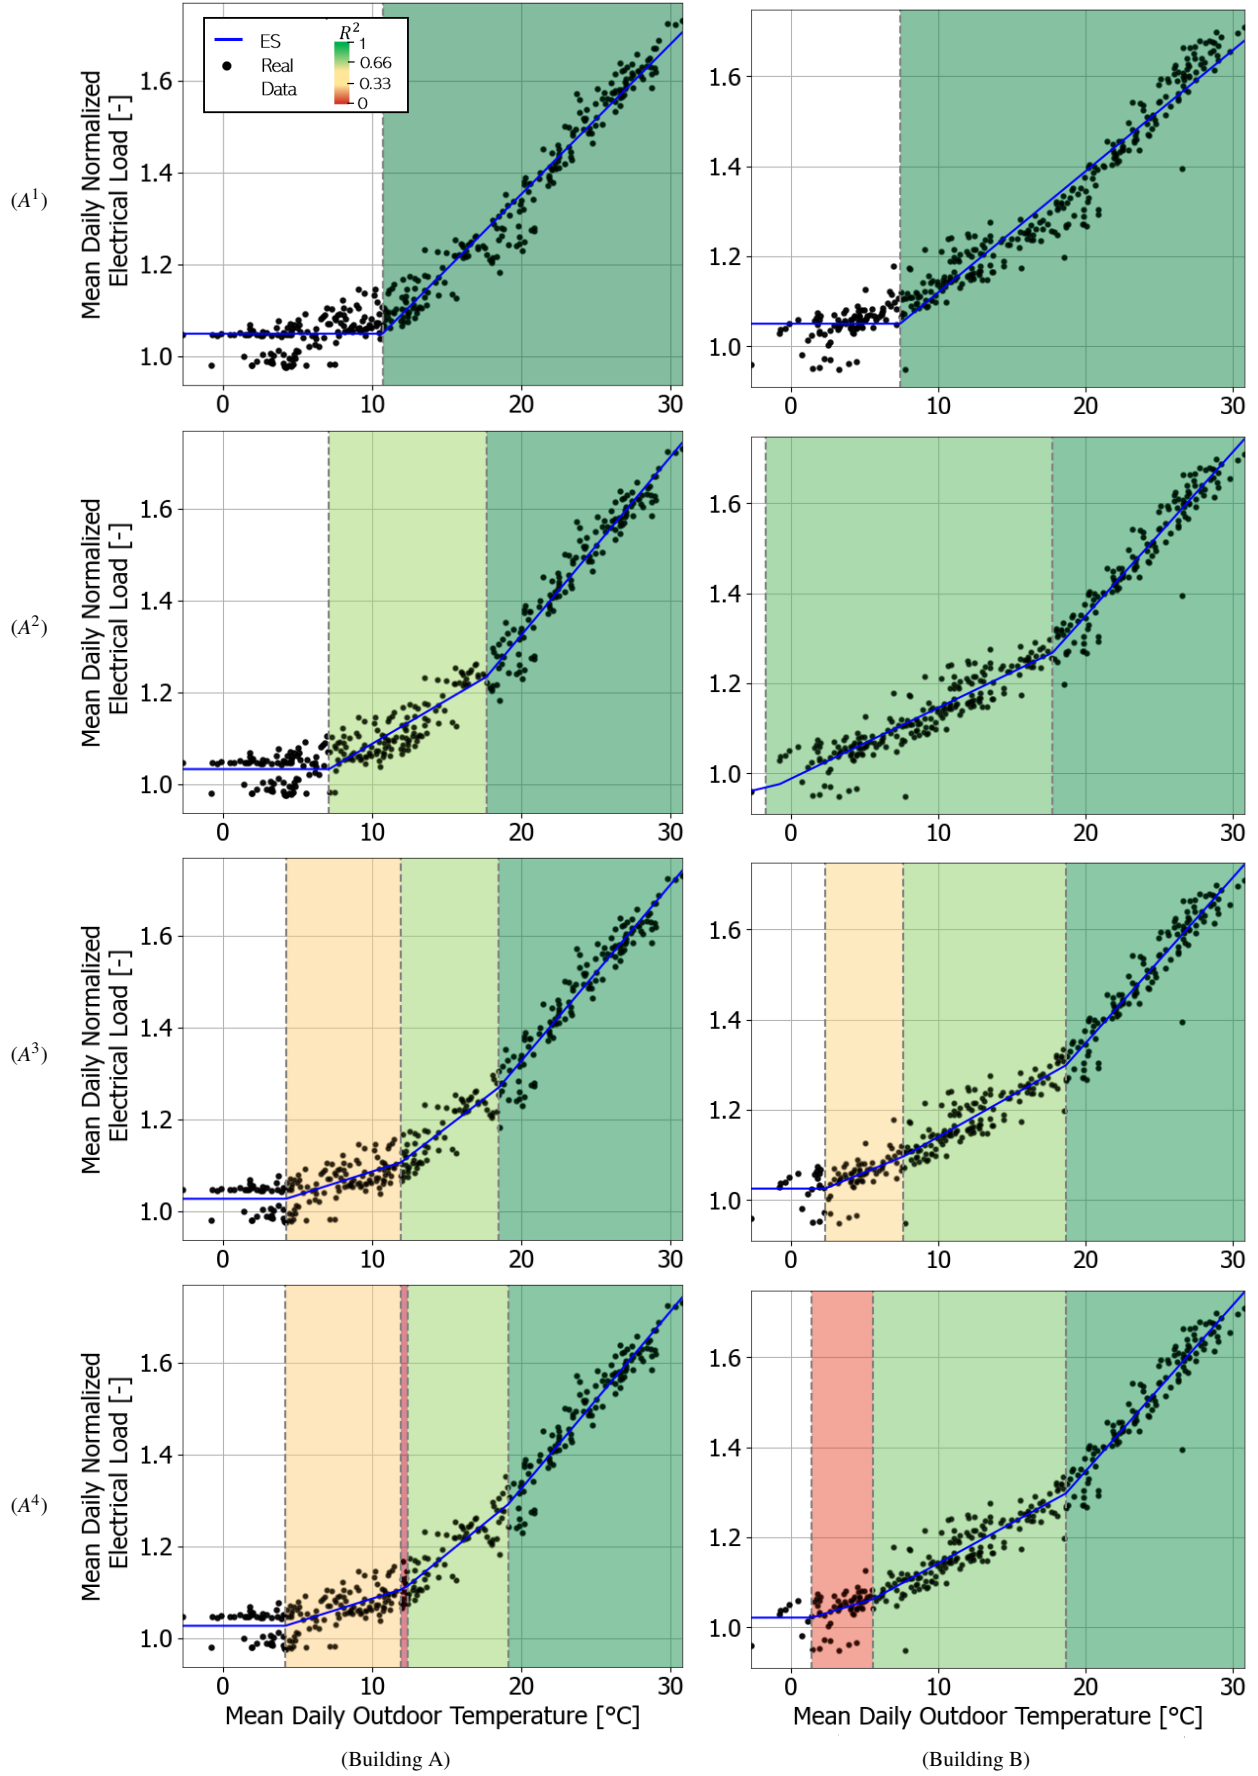 ES
Real
Data
R²
1
0.66
0.33
0
(A¹)
Mean Daily Normalized
Electrical Load [-]
1.6
1.4
1.2
1.0
0 10 20 30
1.6
1.4
1.2
1.0
0 10 20 30
(A²)
Mean Daily Normalized
Electrical Load [-]
1.6
1.4
1.2
1.0
0 10 20 30
1.6
1.4
1.2
1.0
0 10 20 30
(A³)
Mean Daily Normalized
Electrical Load [-]
1.6
1.4
1.2
1.0
0 10 20 30
1.6
1.4
1.2
1.0
0 10 20 30
(A⁴)
Mean Daily Normalized
Electrical Load [-]
1.6
1.4
1.2
1.0
0 10 20 30
Mean Daily Outdoor Temperature [°C]
(Building A)
1.6
1.4
1.2
1.0
0 10 20 30
Mean Daily Outdoor Temperature [°C]
(Building B)